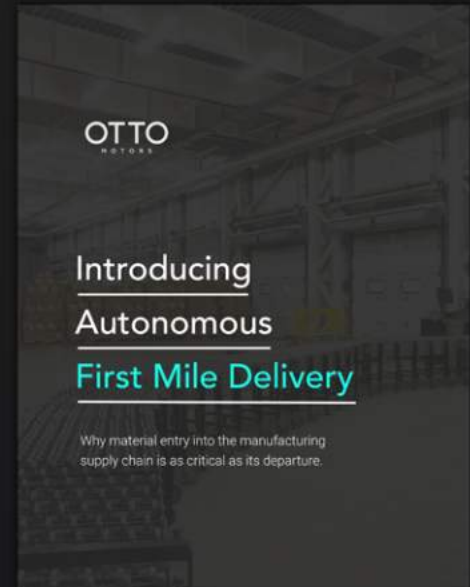 OTTO
MOTORS
Introducing
Autonomous
First Mile Delivery
Why material entry into the manufacturing
supply chain is as critical as its departure.